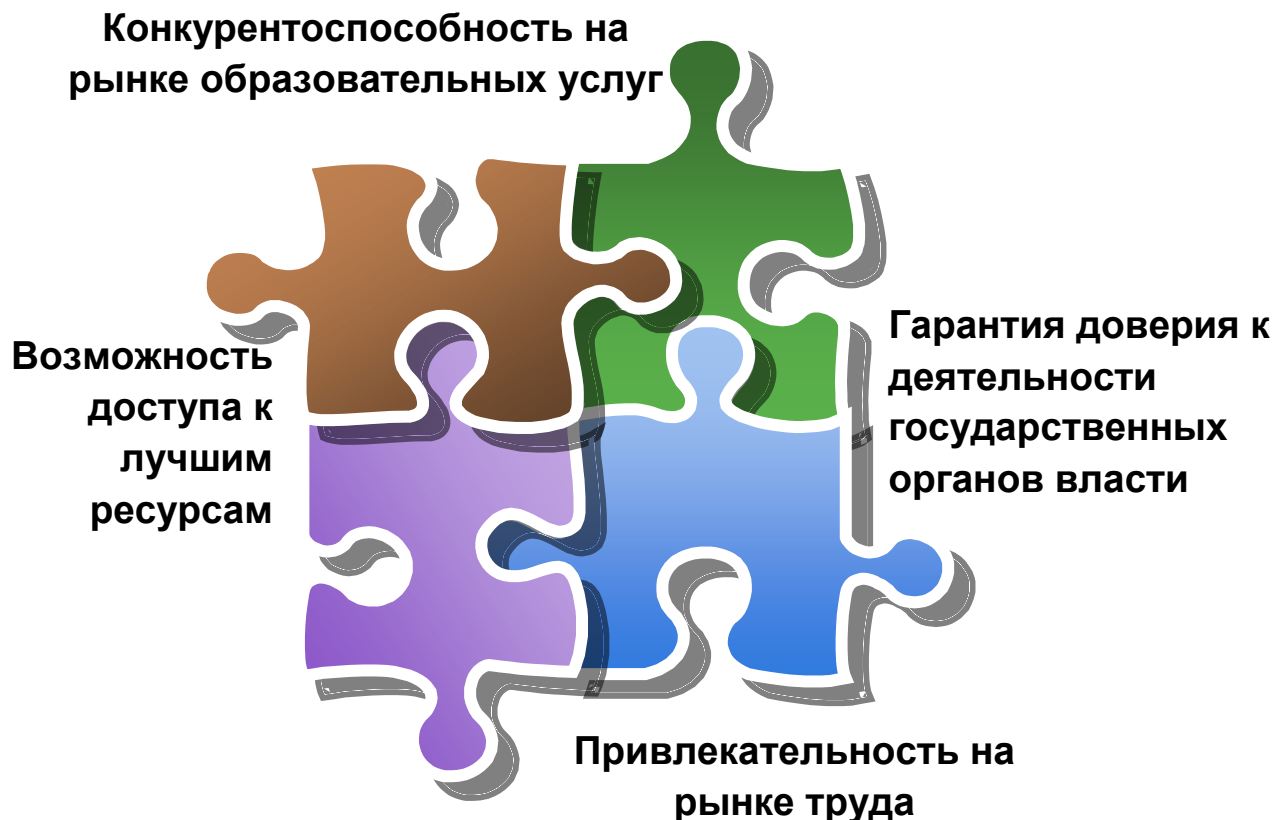 Конкурентоспособность на
рынке образовательных услуг
Возможность
доступа к
лучшим
ресурсам
Гарантия доверия к
деятельности
государственных
органов власти
Привлекательность на
рынке труда